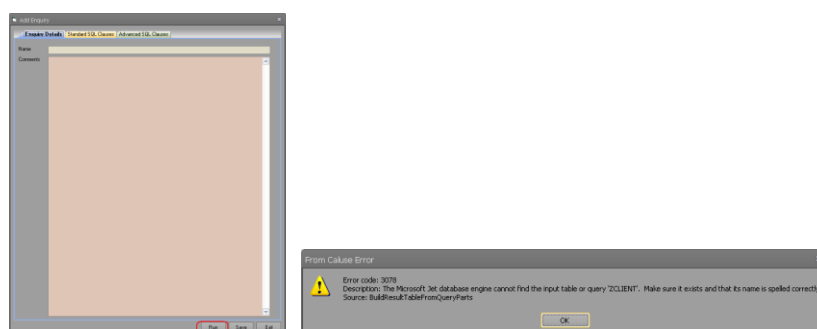 Add Enquiry
Enquiry Details Standard SQL Clauses Advanced SQL Clauses
Name
Comments
Run Save Exit
From Caluse Error
Error code: 3078
Description: The Microsoft Jet database engine cannot find the input table or query 'ZCLIENT'. Make sure it exists and that its name is spelled correctly
Source: BuildResultTableFromQueryParts
OK